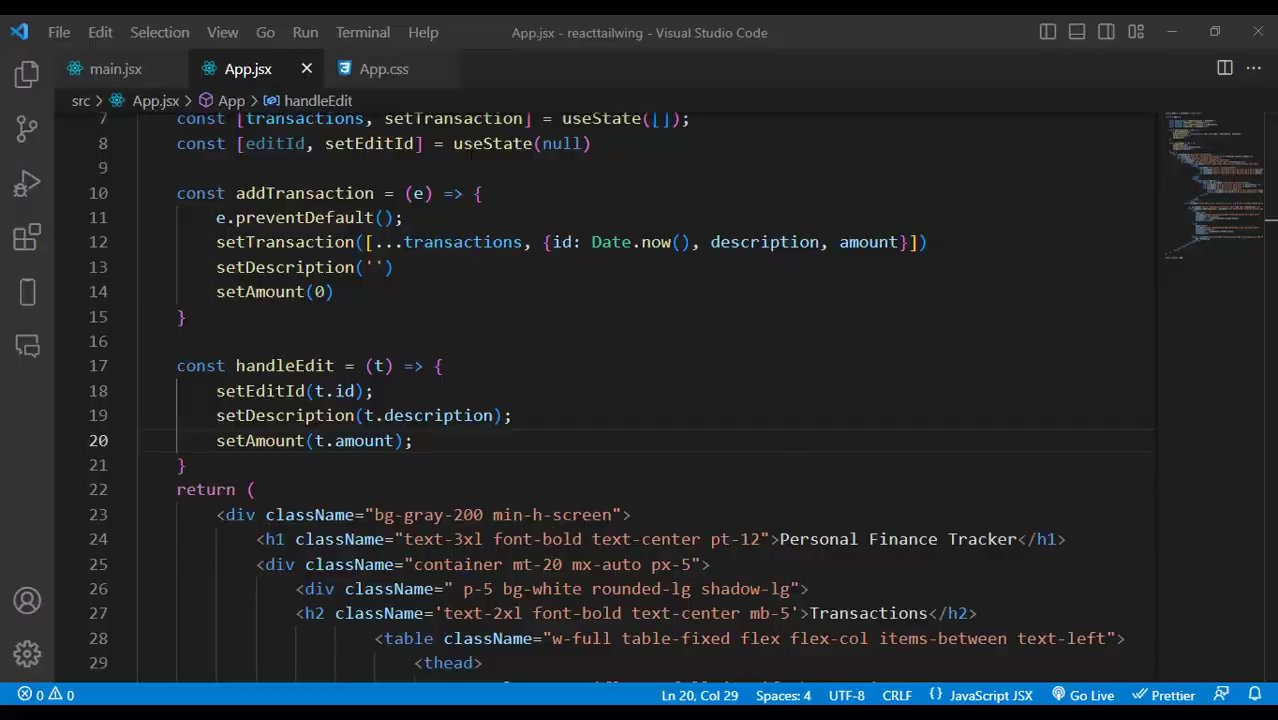 File Edit Selection View Go Run Terminal Help App.jsx - reacttailwing - Visual Studio Code
main.jsx App.jsx App.css
src > App.jsx > App > handleEdit
7 const [transactions, setTransaction] = useState([]);
8 const [editId, setEditId] = useState(null)
9
10 const addTransaction = (e) => {
11 e.preventDefault();
12 setTransaction([...transactions, {id: Date.now(), description, amount}])
13 setDescription('')
14 setAmount(0)
15 }
16
17 const handleEdit = (t) => {
18 setEditId(t.id);
19 setDescription(t.description);
20 setAmount(t.amount);
21 }
22 return (
23 <div className="bg-gray-200 min-h-screen">
24 <h1 className="text-3xl font-bold text-center pt-12">Personal Finance Tracker</h1>
25 <div className="container mt-20 mx-auto px-5">
26 <div className=" p-5 bg-white rounded-lg shadow-lg">
27 <h2 className='text-2xl font-bold text-center mb-5'>Transactions</h2>
28 <table className="w-full table-fixed flex flex-col items-between text-left">
29 <thead>
0 0 Ln 20, Col 29 Spaces: 4 UTF-8 CRLF {} JavaScript JSX Go Live Prettier